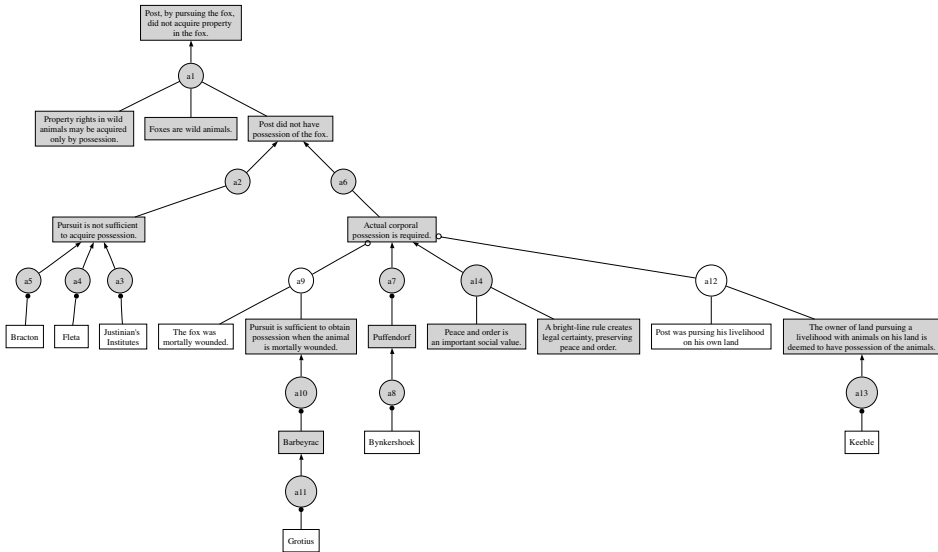 Post, by pursuing the fox,
did not acquire property
in the fox.
a1
Property rights in wild
animals may be acquired
only by possession.
Foxes are wild animals.
Post did not have
possession of the fox.
a2
a6
Pursuit is not sufficient
to acquire possession.
Actual corporal
possession is required.
a5
a4
a3
a9
a7
a14
a12
Bracton
Fleta
Justinian's
Institutes
The fox was
mortally wounded.
Pursuit is sufficient to obtain
possession when the animal
is mortally wounded.
Puffendorf
Peace and order is
an important social value.
A bright-line rule creates
legal certainty, preserving
peace and order.
Post was pursuing his livelihood
on his own land
The owner of land pursuing a
livelihood with animals on his land is
deemed to have possession of the animals.
a10
a8
a13
Barbeyrac
Bynkershoek
Keeble
a11
Grotius